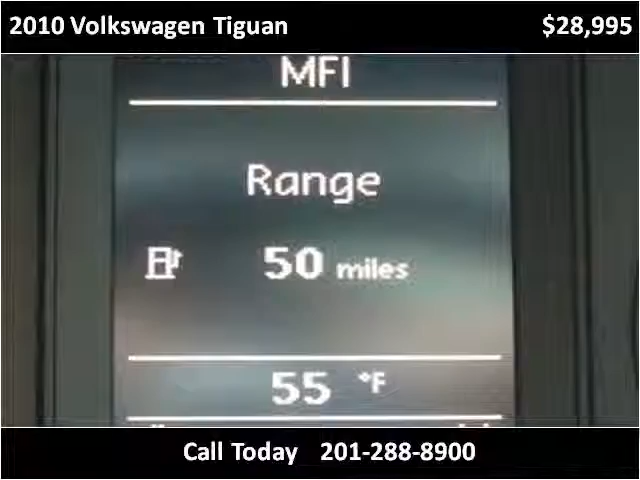 2010 Volkswagen Tiguan $28,995
MFI
Range
50 miles
55 °F
Call Today 201-288-8900